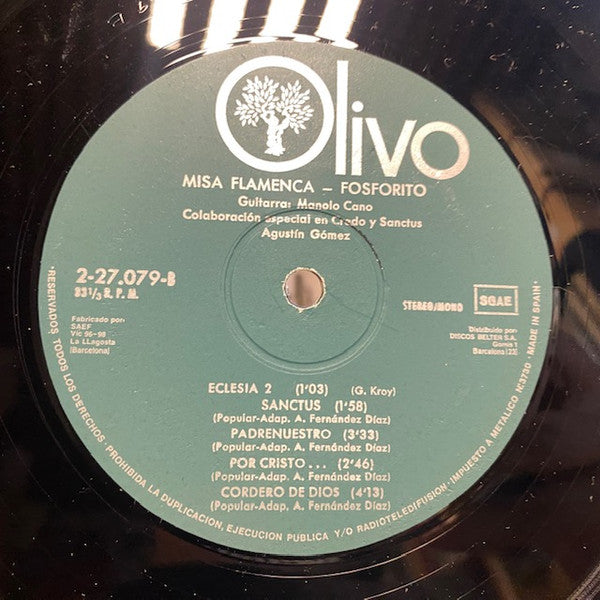 Olivo
MISA FLAMENCA – FOSFORITO
Guitarra: Manolo Cano
Colaboración especial en Credo y Sanctus
Agustín Gómez
2-27.079-B
33 1/3 R. P. M.
STEREO/MONO
SGAE
Fabricado por:
SAEF
Vic 96-98
La LLagosta
(Barcelona)
Distribuido por:
DISCOS BELTER S.A.
Gomis 1
Barcelona (23)
ECLESIA 2 (1'03) (G. Kroy)
SANCTUS (1'58)
(Popular-Adap. A. Fernández Díaz)
PADRENUESTRO (3'33)
(Popular-Adap. A. Fernández Díaz)
POR CRISTO... (2'46)
(Popular-Adap. A. Fernández Díaz)
CORDERO DE DIOS (4'13)
(Popular-Adap. A. Fernández Díaz)
•RESERVADOS TODOS LOS DERECHOS• PROHIBIDA LA DUPLICACION, EJECUCION PUBLICA Y/O RADIOTELEDIFUSION• IMPUESTO A METALICO N:3730 • MADE IN SPAIN•